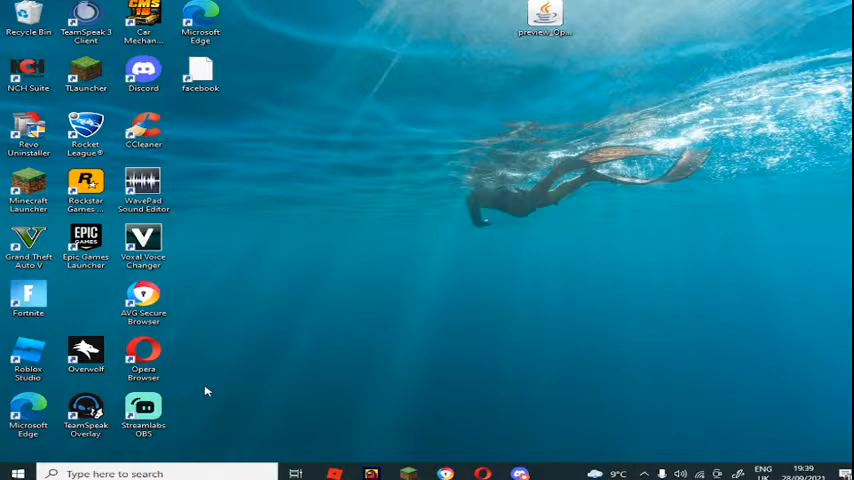 Recycle Bin
TeamSpeak 3
Client
Car
Mechan...
Microsoft
Edge
preview_Op...
NCH Suite
TLauncher
Discord
facebook
Revo
Uninstaller
Rocket
League ®
CCleaner
Minecraft
Launcher
Rockstar
Games ...
WavePad
Sound Editor
Grand Theft
Auto V
Epic Games
Launcher
Voxal Voice
Changer
Fortnite
AVG Secure
Browser
Roblox
Studio
Overwolf
Opera
Browser
Microsoft
Edge
TeamSpeak
Overlay
Streamlabs
OBS
Type here to search
9°C
ENG
UK
19:39
28/09/2021